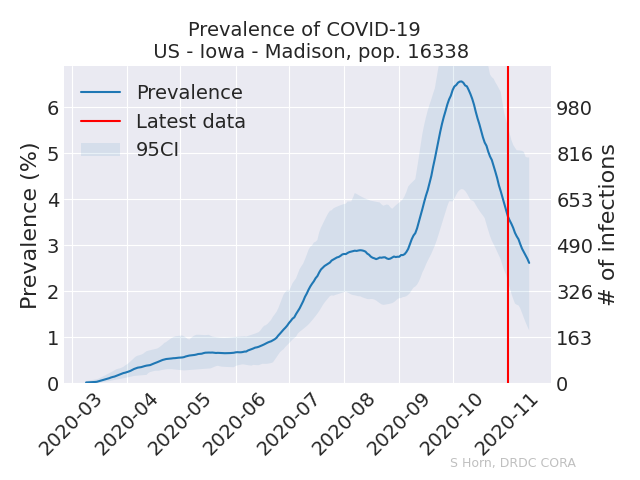 Prevalence of COVID-19
US - Iowa - Madison, pop. 16338
Prevalence
Latest data
95CI
Prevalence (%)
6
5
4
3
2
1
0
980
816
653
490
326
163
0
# of infections
2020-03
2020-04
2020-05
2020-06
2020-07
2020-08
2020-09
2020-10
2020-11
S Horn, DRDC CORA